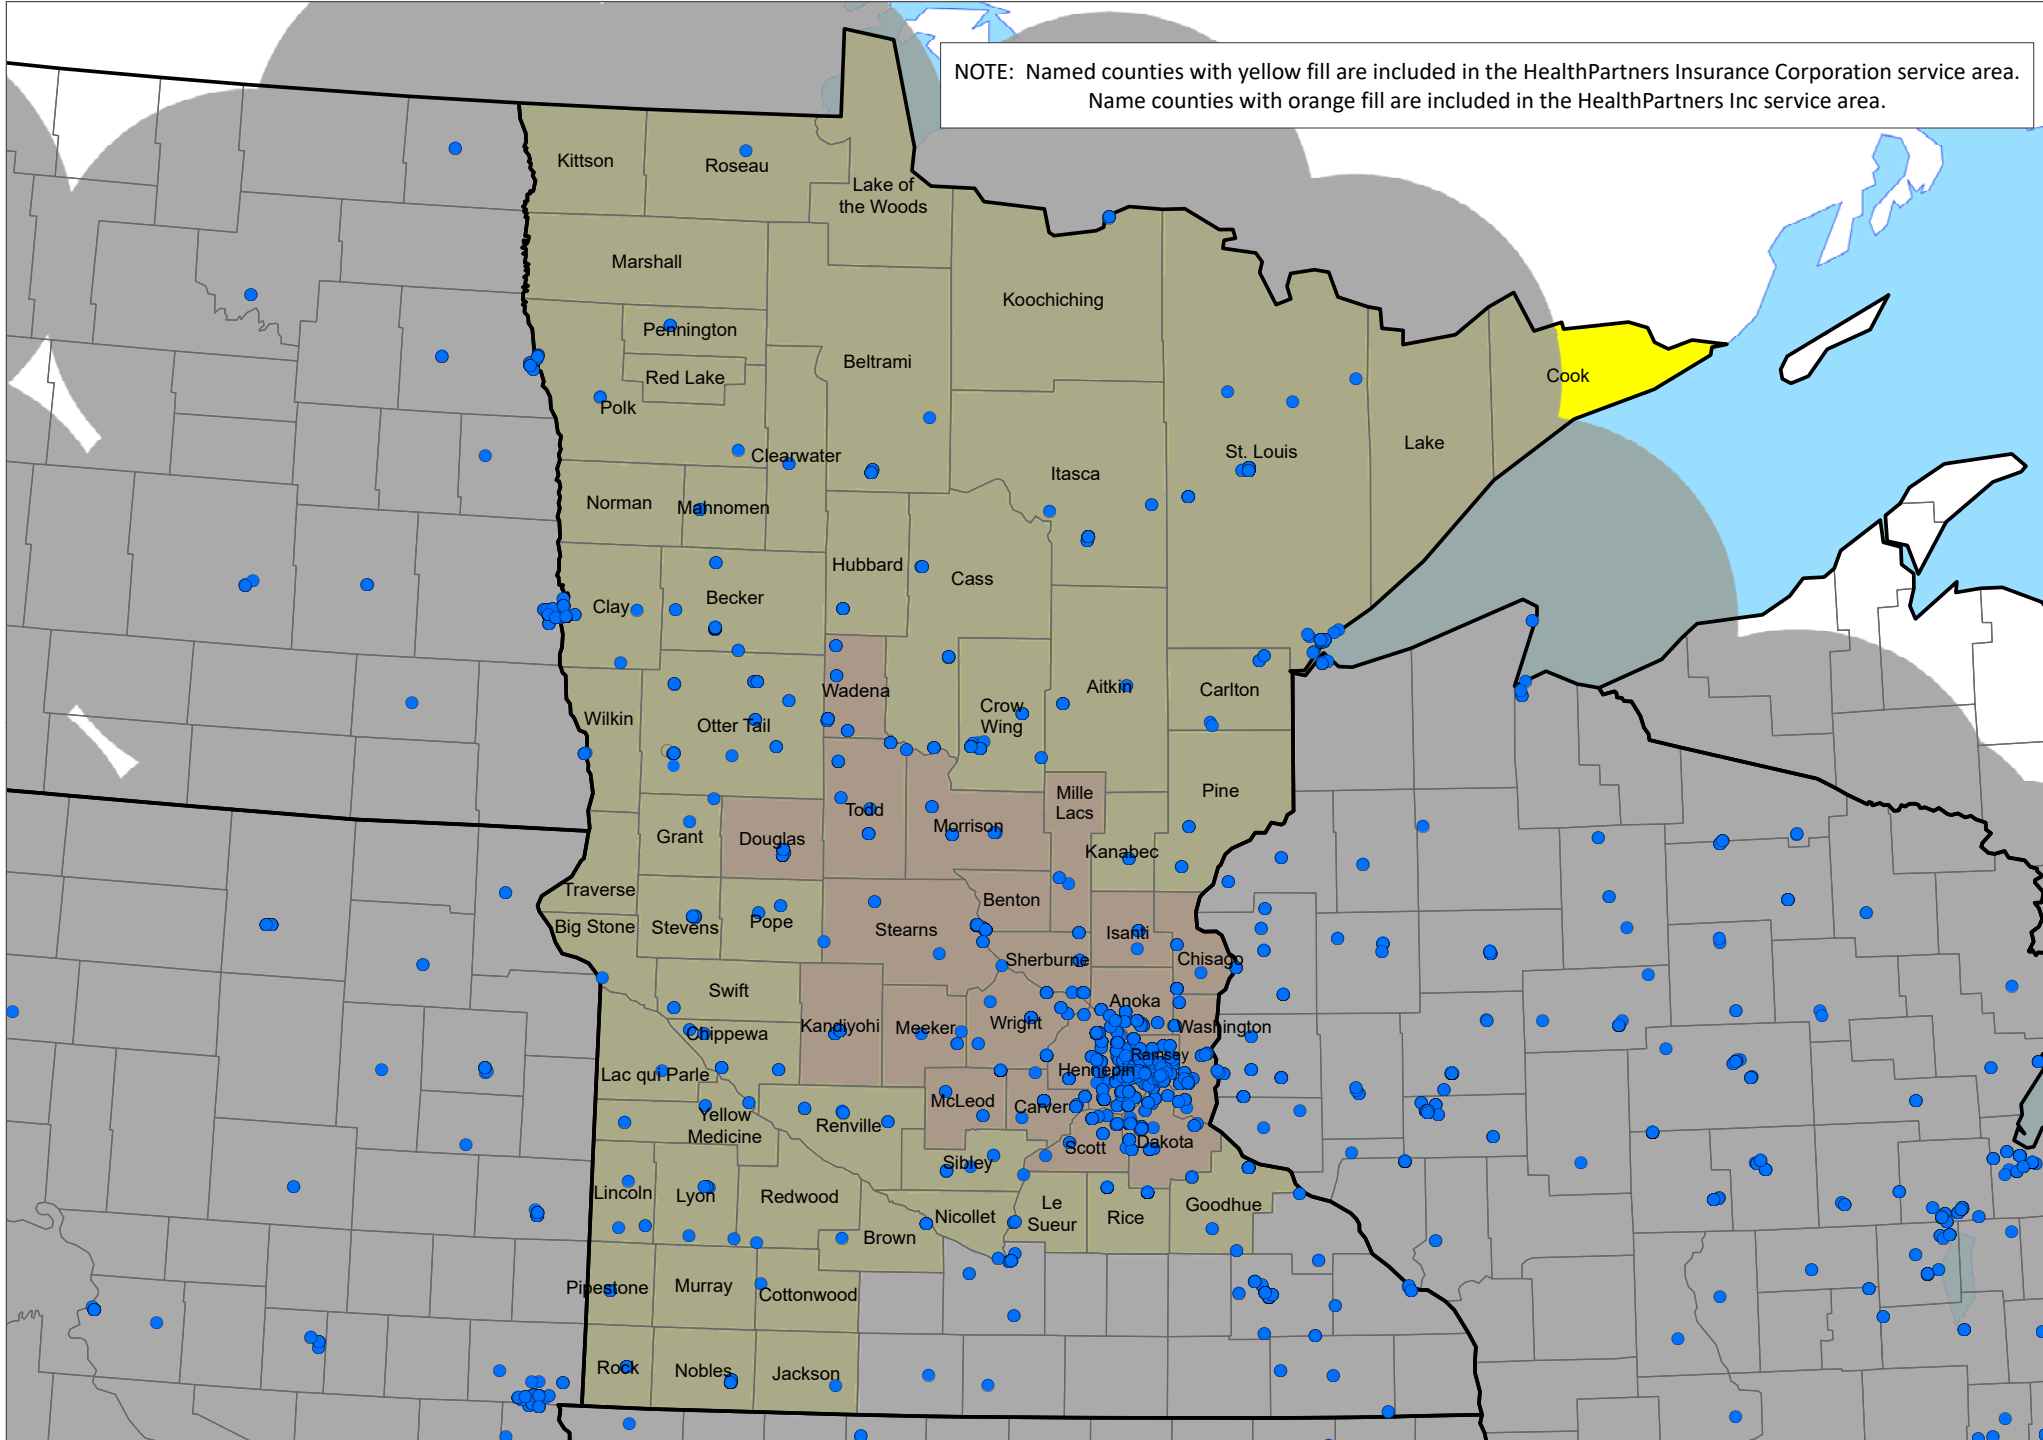 NOTE:  Named counties with yellow fill are included in the HealthPartners Insurance Corporation service area.
Name counties with orange fill are included in the HealthPartners Inc service area.
Kittson
Roseau
Lake of
the Woods
Marshall
Koochiching
Pennington
Beltrami
Red Lake
Cook
Polk
Lake
St. Louis
Clearwater
Itasca
Norman
Mahnomen
Hubbard
Cass
Clay
Becker
Wadena
Aitkin
Carlton
Crow
Wing
Wilkin
Otter Tail
Mille
Lacs
Pine
Todd
Morrison
Grant
Douglas
Kanabec
Traverse
Benton
Big Stone
Stevens
Pope
Stearns
Isanti
Sherburne
Chisago
Swift
Anoka
Kandiyohi
Meeker
Wright
Washington
Chippewa
Ramsey
Hennepin
Lac qui Parle
McLeod
Carver
Yellow
Medicine
Renville
Scott
Dakota
Sibley
Lincoln
Lyon
Redwood
Le
Sueur
Goodhue
Nicollet
Rice
Brown
Pipestone
Murray
Cottonwood
Rock
Nobles
Jackson